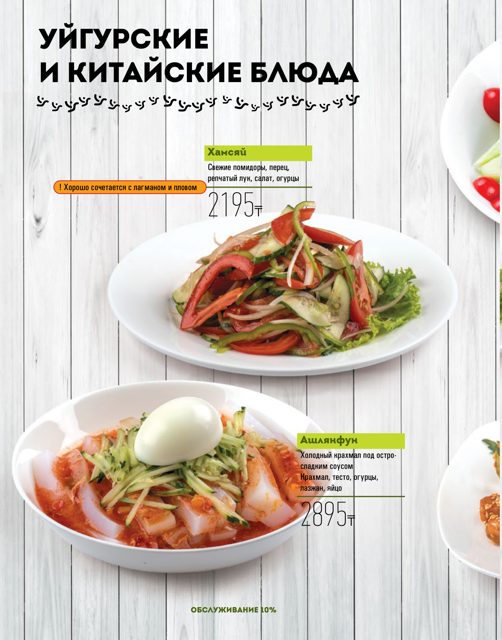 УЙГУРСКИЕ
И КИТАЙСКИЕ БЛЮДА
Хамсяй
Свежие помидоры, перец,
репчатый лук, салат, огурцы
! Хорошо сочетается с лагманом и пловом
2195₸
Ашлянфун
Холодный крахмал под остро-
сладким соусом
Крахмал, тесто, огурцы,
лазжан, яйцо
2895₸
ОБСЛУЖИВАНИЕ 10%